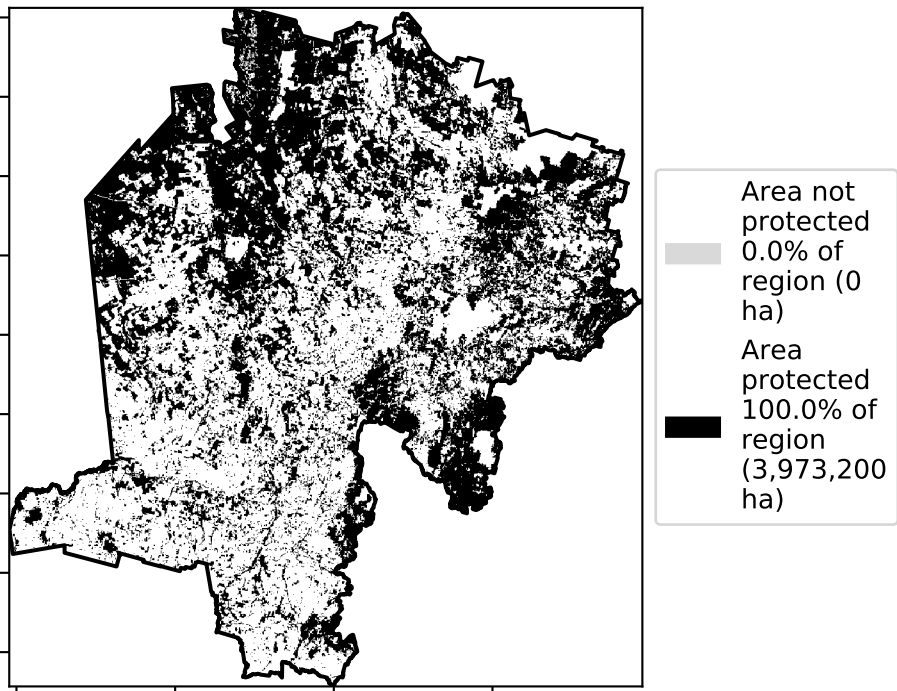 Area not
protected
0.0% of
region (0
ha)
Area
protected
100.0% of
region
(3,973,200
ha)